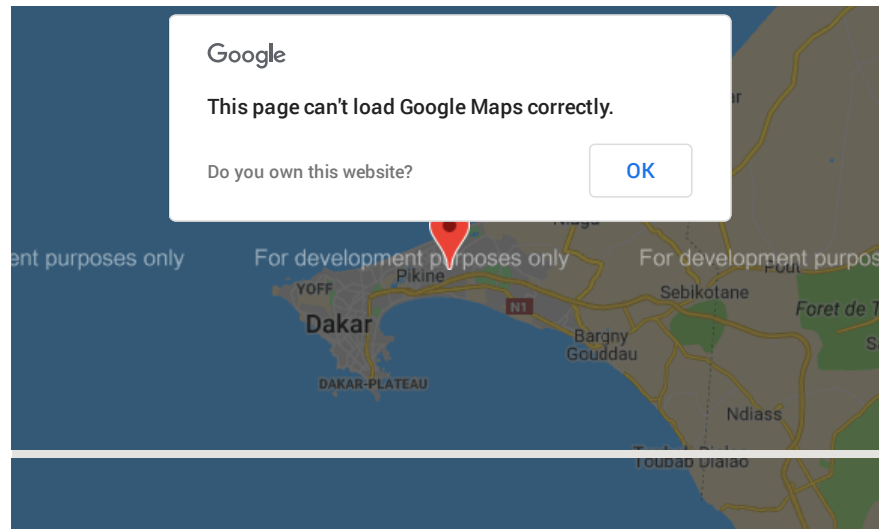 Google
This page can't load Google Maps correctly.
Do you own this website?
OK
ent purposes only
For development purposes only
For development purpos
Pout
Pikine
YOFF
Sebikotane
N1
Foret de T
Dakar
Bargny
Gouddau
DAKAR-PLATEAU
Ndiass
Toubab Dialao